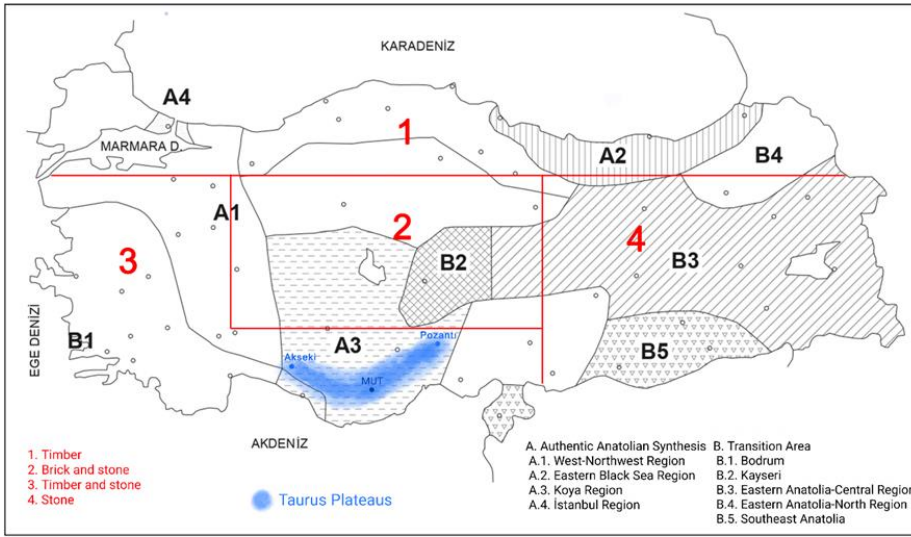 KARADENİZ
A4
MARMARA D.
1
A2
B4
A1
2
3
4
B2
B3
EGE DENİZİ
B1
A3
Pozantı
Akseki
MUT
B5
AKDENİZ
1. Timber
2. Brick and stone
3. Timber and stone
4. Stone
Taurus Plateaus
A. Authentic Anatolian Synthesis
A.1. West-Northwest Region
A.2. Eastern Black Sea Region
A.3. Koya Region
A.4. İstanbul Region
B. Transition Area
B.1. Bodrum
B.2. Kayseri
B.3. Eastern Anatolia-Central Region
B.4. Eastern Anatolia-North Region
B.5. Southeast Anatolia